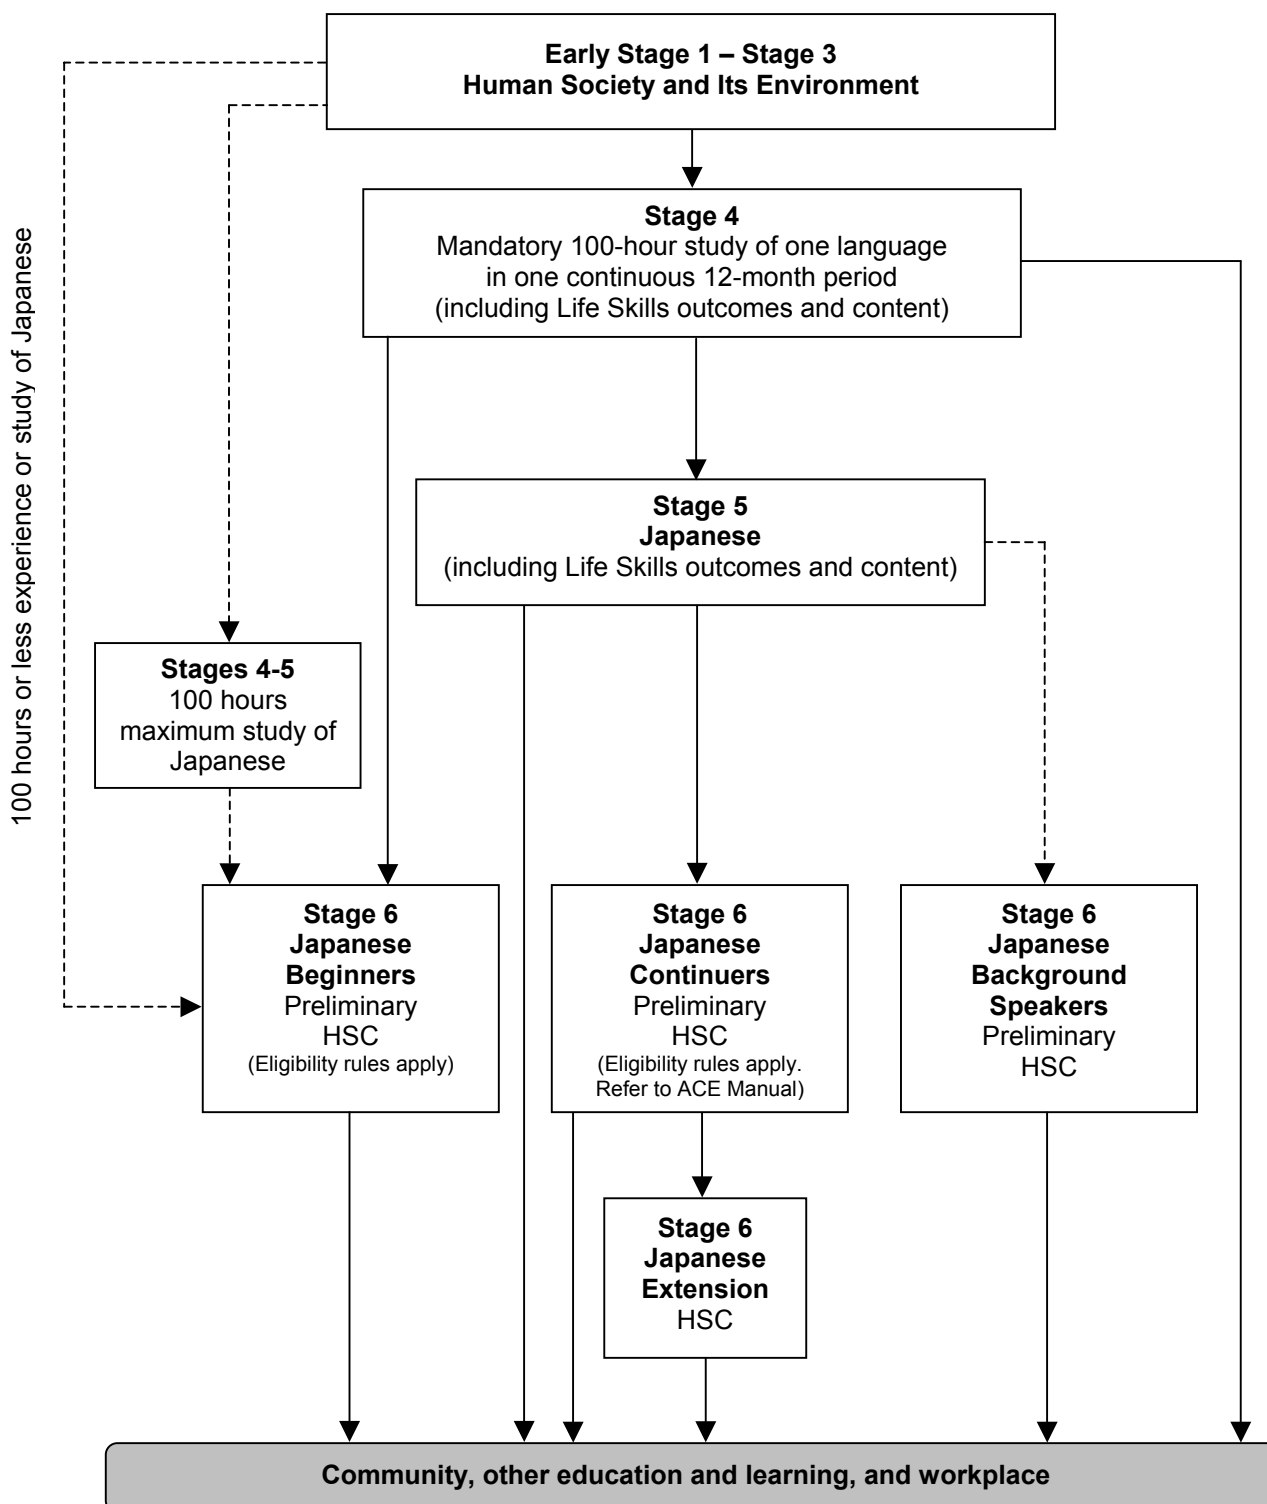 Early Stage 1 – Stage 3
Human Society and Its Environment
Stage 4
Mandatory 100-hour study of one language
in one continuous 12-month period
(including Life Skills outcomes and content)
100 hours or less experience or study of Japanese
Stage 5
Japanese
(including Life Skills outcomes and content)
Stages 4-5
100 hours
maximum study of
Japanese
Stage 6
Japanese
Beginners
Preliminary
HSC
(Eligibility rules apply)
Stage 6
Japanese
Continuers
Preliminary
HSC
(Eligibility rules apply.
Refer to ACE Manual)
Stage 6
Japanese
Background
Speakers
Preliminary
HSC
Stage 6
Japanese
Extension
HSC
Community, other education and learning, and workplace